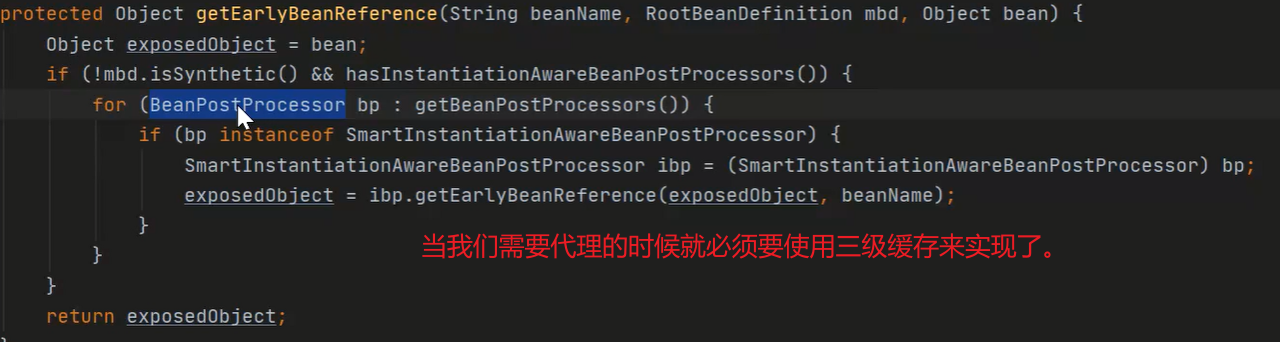 protected Object getEarlyBeanReference(String beanName, RootBeanDefinition mbd, Object bean) {
Object exposedObject = bean;
if (!mbd.isSynthetic() && hasInstantiationAwareBeanPostProcessors()) {
for (BeanPostProcessor bp : getBeanPostProcessors()) {
if (bp instanceof SmartInstantiationAwareBeanPostProcessor) {
SmartInstantiationAwareBeanPostProcessor ibp = (SmartInstantiationAwareBeanPostProcessor) bp;
exposedObject = ibp.getEarlyBeanReference(exposedObject, beanName);
}
当我们需要代理的时候就必须要使用三级缓存来实现了。
}
}
return exposedObject;